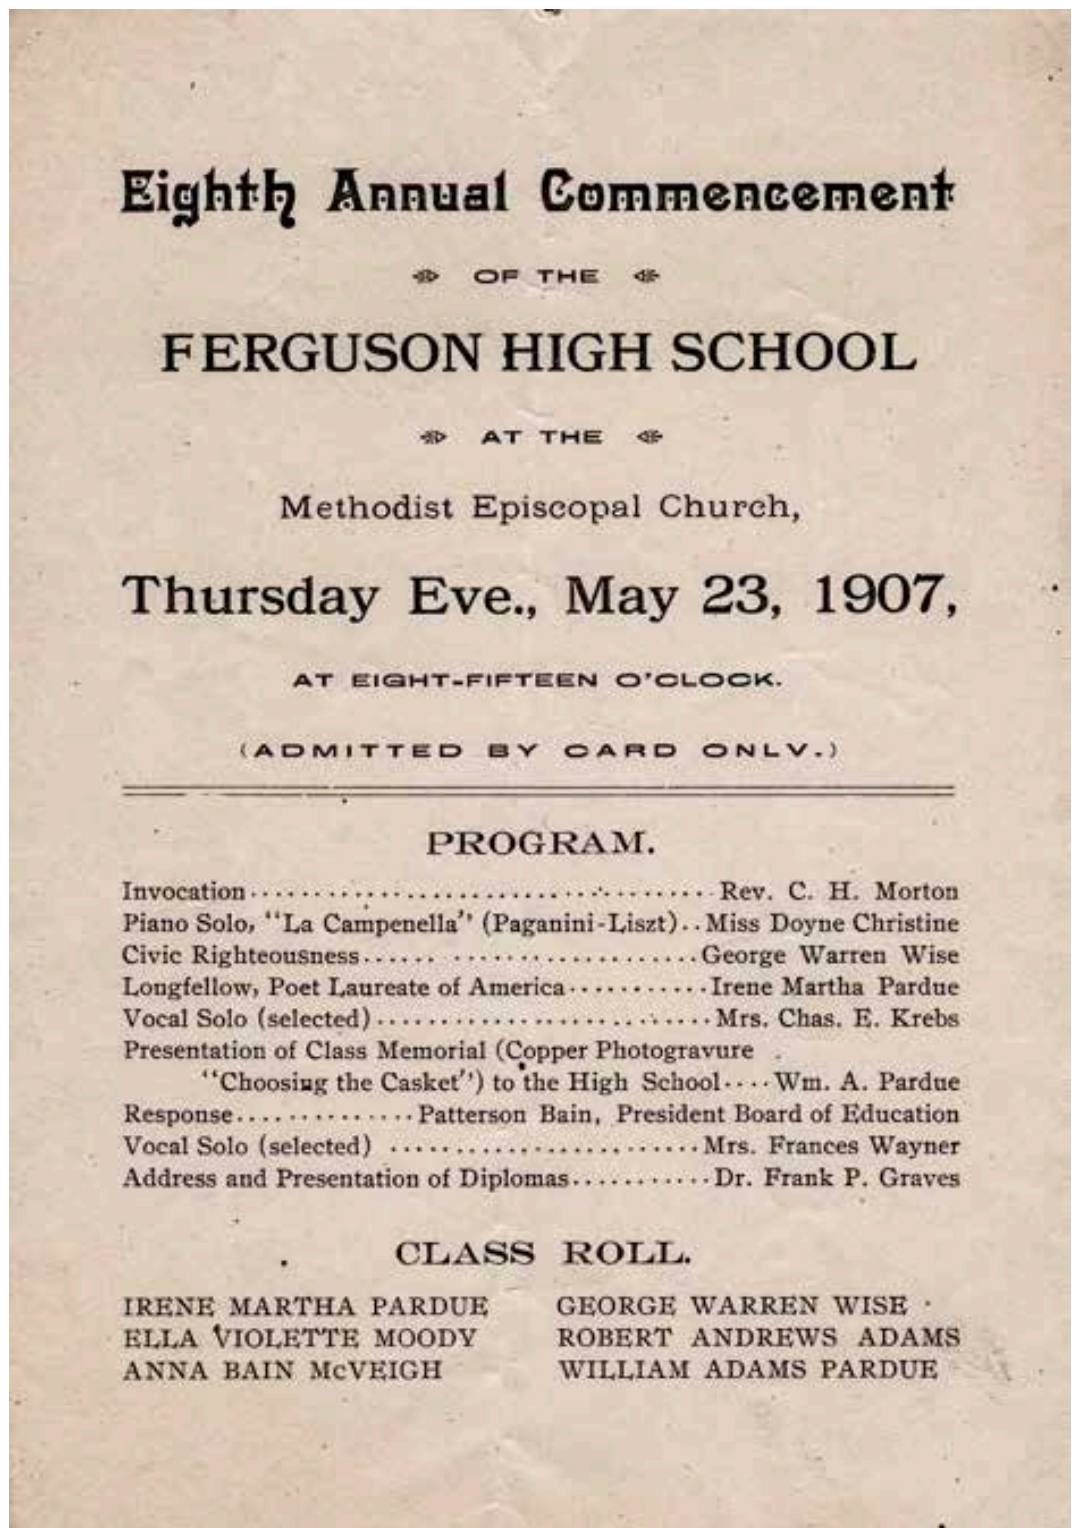 Eighth Annual Commencement
OF THE
FERGUSON HIGH SCHOOL
AT THE
Methodist Episcopal Church,
Thursday Eve., May 23, 1907,
AT EIGHT-FIFTEEN O'CLOCK.
(ADMITTED BY CARD ONLV.)
PROGRAM.
Invocation.................................... Rev. C. H. Morton
Piano Solo, "La Campenella" (Paganini-Liszt)..Miss Doyne Christine
Civic Righteousness...... ...................George Warren Wise
Longfellow, Poet Laureate of America...........Irene Martha Pardue
Vocal Solo (selected)..........................Mrs. Chas. E. Krebs
Presentation of Class Memorial (Copper Photogravure
"Choosing the Casket") to the High School....Wm. A. Pardue
Response..............Patterson Bain, President Board of Education
Vocal Solo (selected) ........................Mrs. Frances Wayner
Address and Presentation of Diplomas...........Dr. Frank P. Graves
CLASS ROLL.
IRENE MARTHA PARDUE GEORGE WARREN WISE
ELLA VIOLETTE MOODY ROBERT ANDREWS ADAMS
ANNA BAIN McVEIGH WILLIAM ADAMS PARDUE